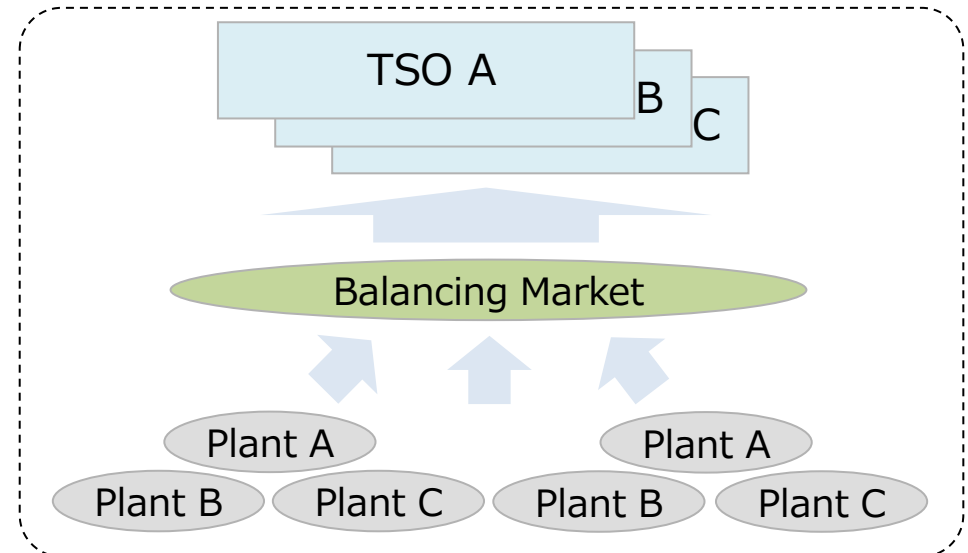 TSO A
B
C
Balancing Market
Plant A
Plant A
Plant B
Plant C
Plant B
Plant C